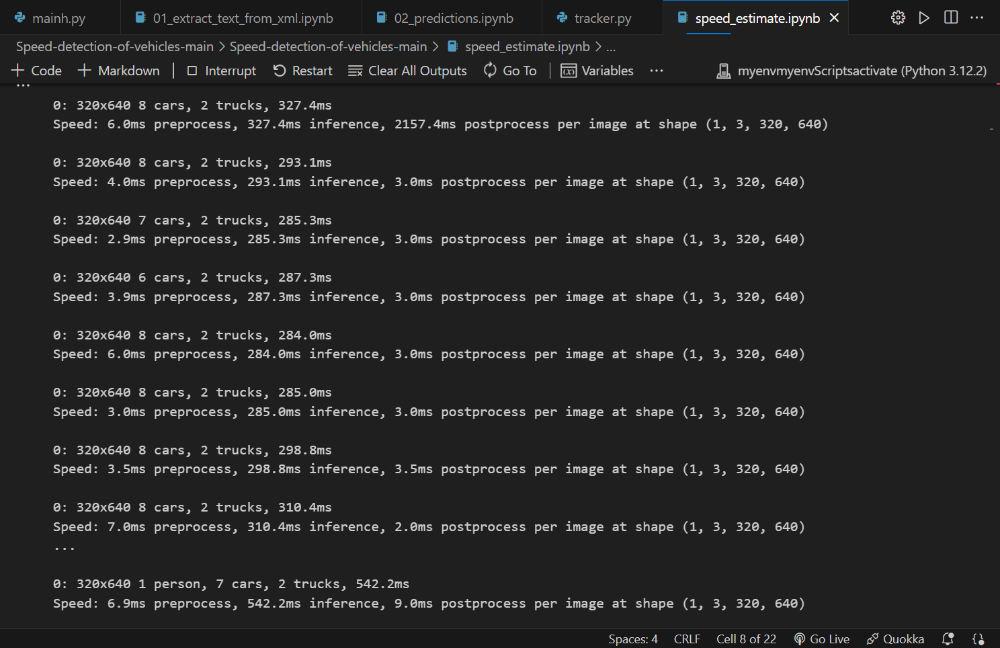 mainh.py
01_extract_text_from_xml.ipynb
02_predictions.ipynb
tracker.py
speed_estimate.ipynb
Speed-detection-of-vehicles-main > Speed-detection-of-vehicles-main > speed_estimate.ipynb > ...
+ Code + Markdown | Interrupt Restart Clear All Outputs Go To | Variables ... myenvmyenvScriptsactivate (Python 3.12.2)
...
0: 320x640 8 cars, 2 trucks, 327.4ms
Speed: 6.0ms preprocess, 327.4ms inference, 2157.4ms postprocess per image at shape (1, 3, 320, 640)
0: 320x640 8 cars, 2 trucks, 293.1ms
Speed: 4.0ms preprocess, 293.1ms inference, 3.0ms postprocess per image at shape (1, 3, 320, 640)
0: 320x640 7 cars, 2 trucks, 285.3ms
Speed: 2.9ms preprocess, 285.3ms inference, 3.0ms postprocess per image at shape (1, 3, 320, 640)
0: 320x640 6 cars, 2 trucks, 287.3ms
Speed: 3.9ms preprocess, 287.3ms inference, 3.0ms postprocess per image at shape (1, 3, 320, 640)
0: 320x640 8 cars, 2 trucks, 284.0ms
Speed: 6.0ms preprocess, 284.0ms inference, 3.0ms postprocess per image at shape (1, 3, 320, 640)
0: 320x640 8 cars, 2 trucks, 285.0ms
Speed: 3.0ms preprocess, 285.0ms inference, 3.0ms postprocess per image at shape (1, 3, 320, 640)
0: 320x640 8 cars, 2 trucks, 298.8ms
Speed: 3.5ms preprocess, 298.8ms inference, 3.5ms postprocess per image at shape (1, 3, 320, 640)
0: 320x640 8 cars, 2 trucks, 310.4ms
Speed: 7.0ms preprocess, 310.4ms inference, 2.0ms postprocess per image at shape (1, 3, 320, 640)
...
0: 320x640 1 person, 7 cars, 2 trucks, 542.2ms
Speed: 6.9ms preprocess, 542.2ms inference, 9.0ms postprocess per image at shape (1, 3, 320, 640)
Spaces: 4 CRLF Cell 8 of 22 Go Live Quokka